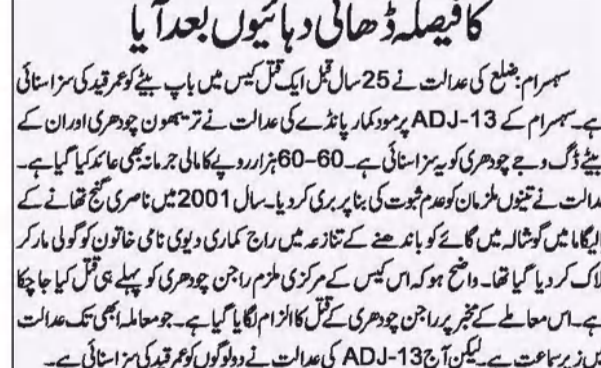 کا فیصلہ ڈھائی دہائیوں بعد آیا
سہسرام: ضلع کی عدالت نے 25 سال قبل ایک قتل کیس میں باپ بیٹے کو عمر قید کی سزا سنائی
ہے۔ سہسرام کے ADJ-13 پرمود کمار پانڈے کی عدالت نے تریبھون چودھری اور ان کے
بیٹے ڈگ وجے چودھری کو یہ سزا سنائی ہے۔ 60-60 ہزار روپے کا مالی جرمانہ بھی عائد کیا گیا ہے۔
عدالت نے تینوں ملزمان کو عدم ثبوت کی بنا پر بری کر دیا۔ سال 2001 میں ناصری گنج تھانے کے
میں گوشالہ میں گائے کو باندھنے کے تنازعہ میں راج کماری دیوی نامی خاتون کو گولی مار کر
ہلاک کر دیا گیا تھا۔ واضح ہو کہ اس کیس کے مرکزی ملزم راجن چودھری کو پہلے ہی قتل کیا جا چکا
ہے۔ اس معاملے کے مخبر پر راجن چودھری کے قتل کا الزام لگایا گیا ہے۔ جو معاملہ ابھی تک عدالت
میں زیر سماعت ہے۔ لیکن آج ADJ-13 کی عدالت نے دو لوگوں کو عمر قید کی سزا سنائی ہے۔